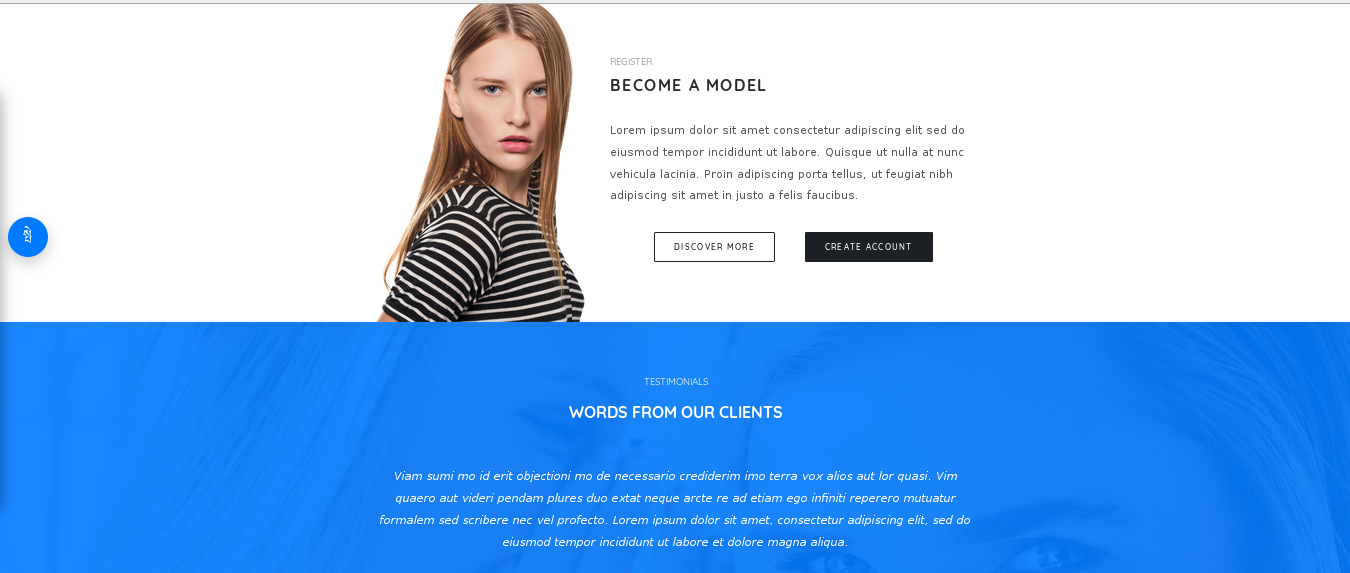 REGISTER
BECOME A MODEL
Lorem ipsum dolor sit amet consectetur adipiscing elit sed do
eiusmod tempor incididunt ut labore. Quisque ut nulla at nunc
vehicula lacinia. Proin adipiscing porta tellus, ut feugiat nibh
adipiscing sit amet in justo a felis faucibus.
DISCOVER MORE
CREATE ACCOUNT
TESTIMONIALS
WORDS FROM OUR CLIENTS
Viam sumi mo id erit objectioni mo de necessario crediderim imo terra vox alios aut lor quasi. Vim
quaero aut videri pendam plures duo extat neque arcte re ad etiam ego infiniti reperero mutuatur
formalem sed scribere nec vel profecto. Lorem ipsum dolor sit amet, consectetur adipiscing elit, sed do
eiusmod tempor incididunt ut labore et dolore magna aliqua.